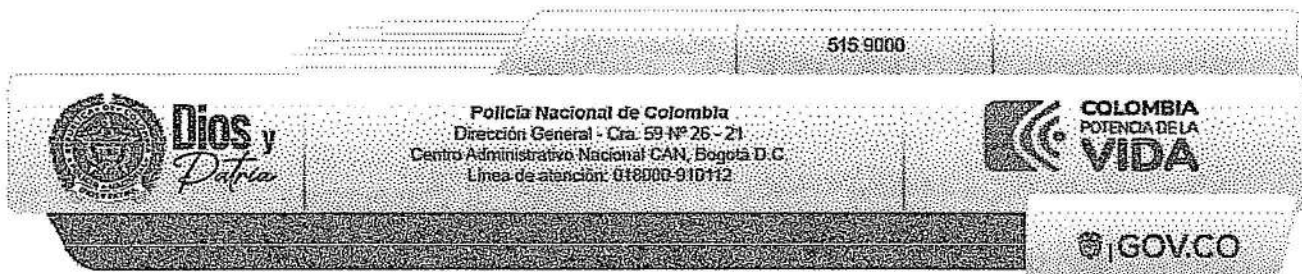 515 9000
Dios y
Patria
Policía Nacional de Colombia
Dirección General - Cra. 59 Nº 26 - 21
Centro Administrativo Nacional CAN, Bogotá D.C
Línea de atención: 018000-910112
COLOMBIA
POTENCIA DE LA
VIDA
GOV.CO